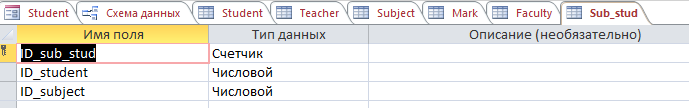 Student Схема данных Student Teacher Subject Mark Faculty Sub_stud
Имя поля Тип данных Описание (необязательно)
ID_sub_stud Счетчик
ID_student Числовой
ID_subject Числовой